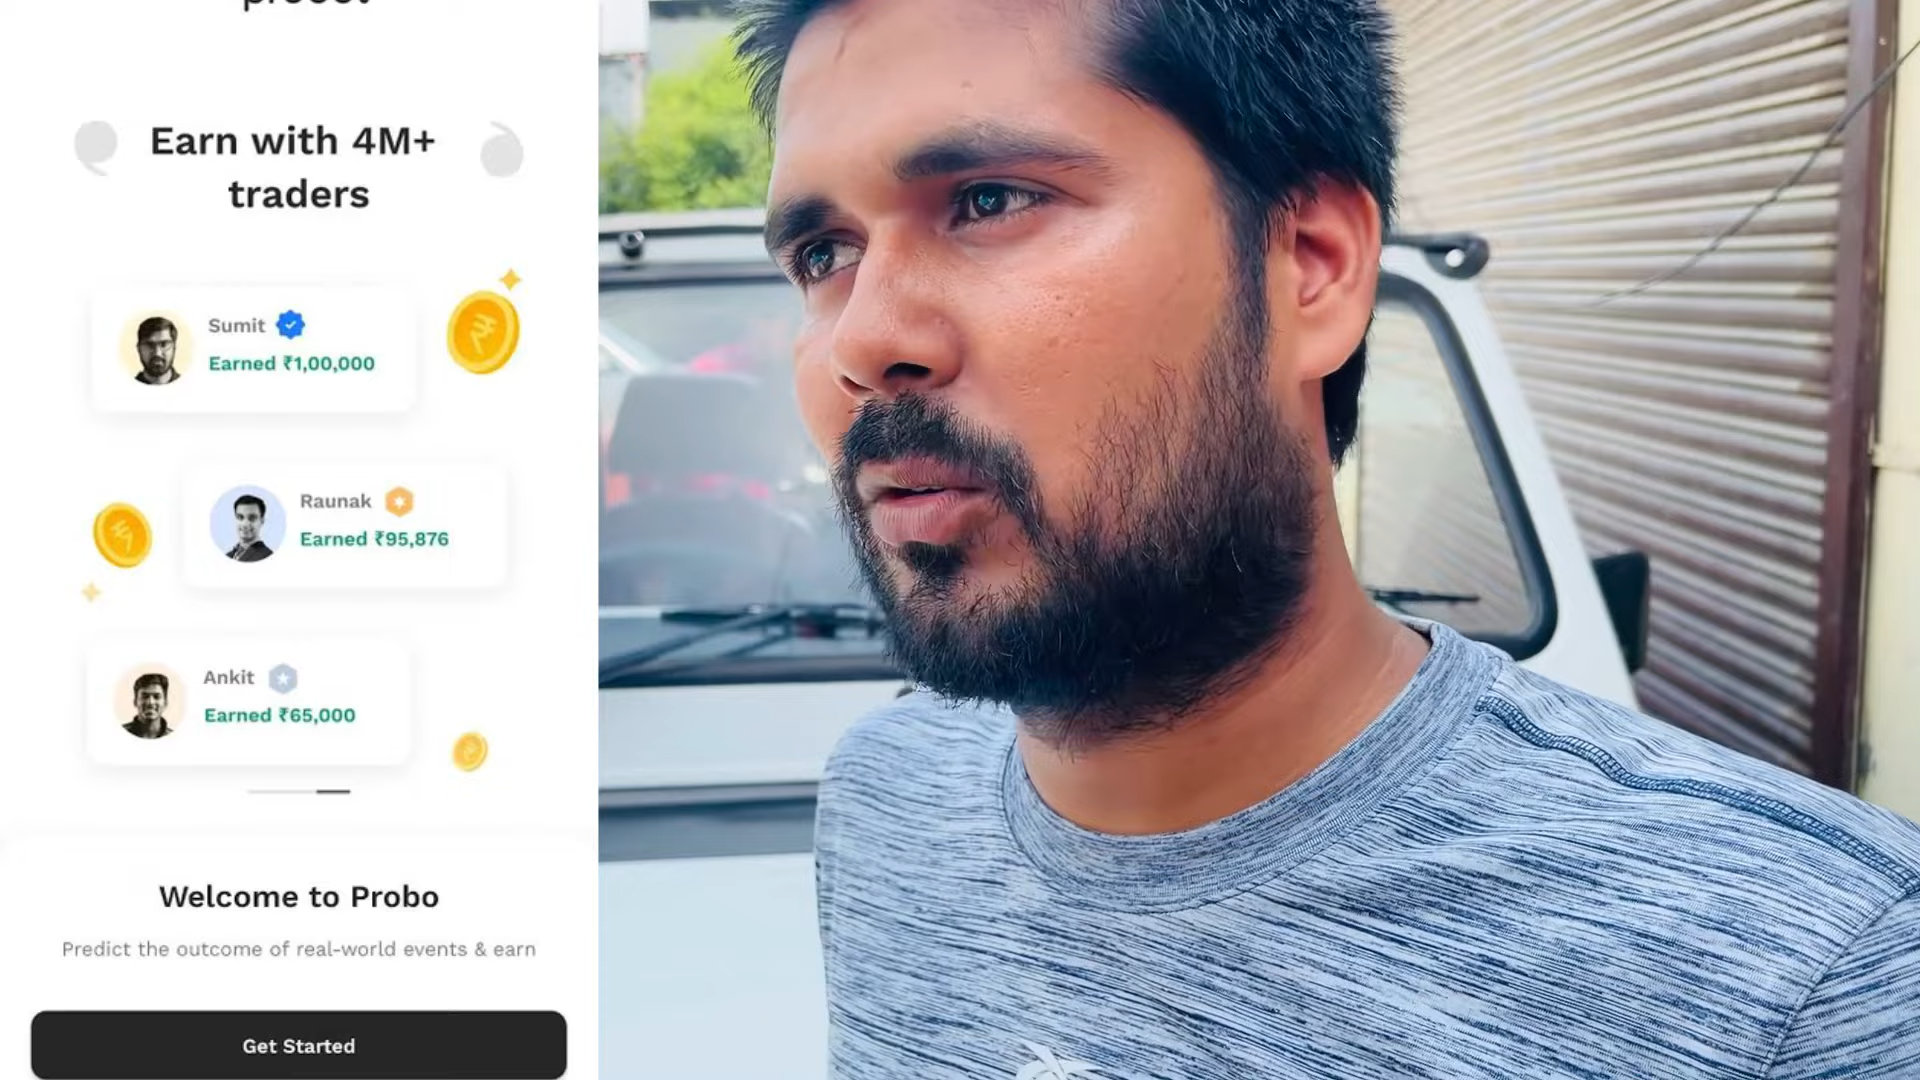 Earn with 4M+
traders
Sumit
Earned ₹1,00,000
Raunak
Earned ₹95,876
Ankit
Earned ₹65,000
Welcome to Probo
Predict the outcome of real-world events & earn
Get Started